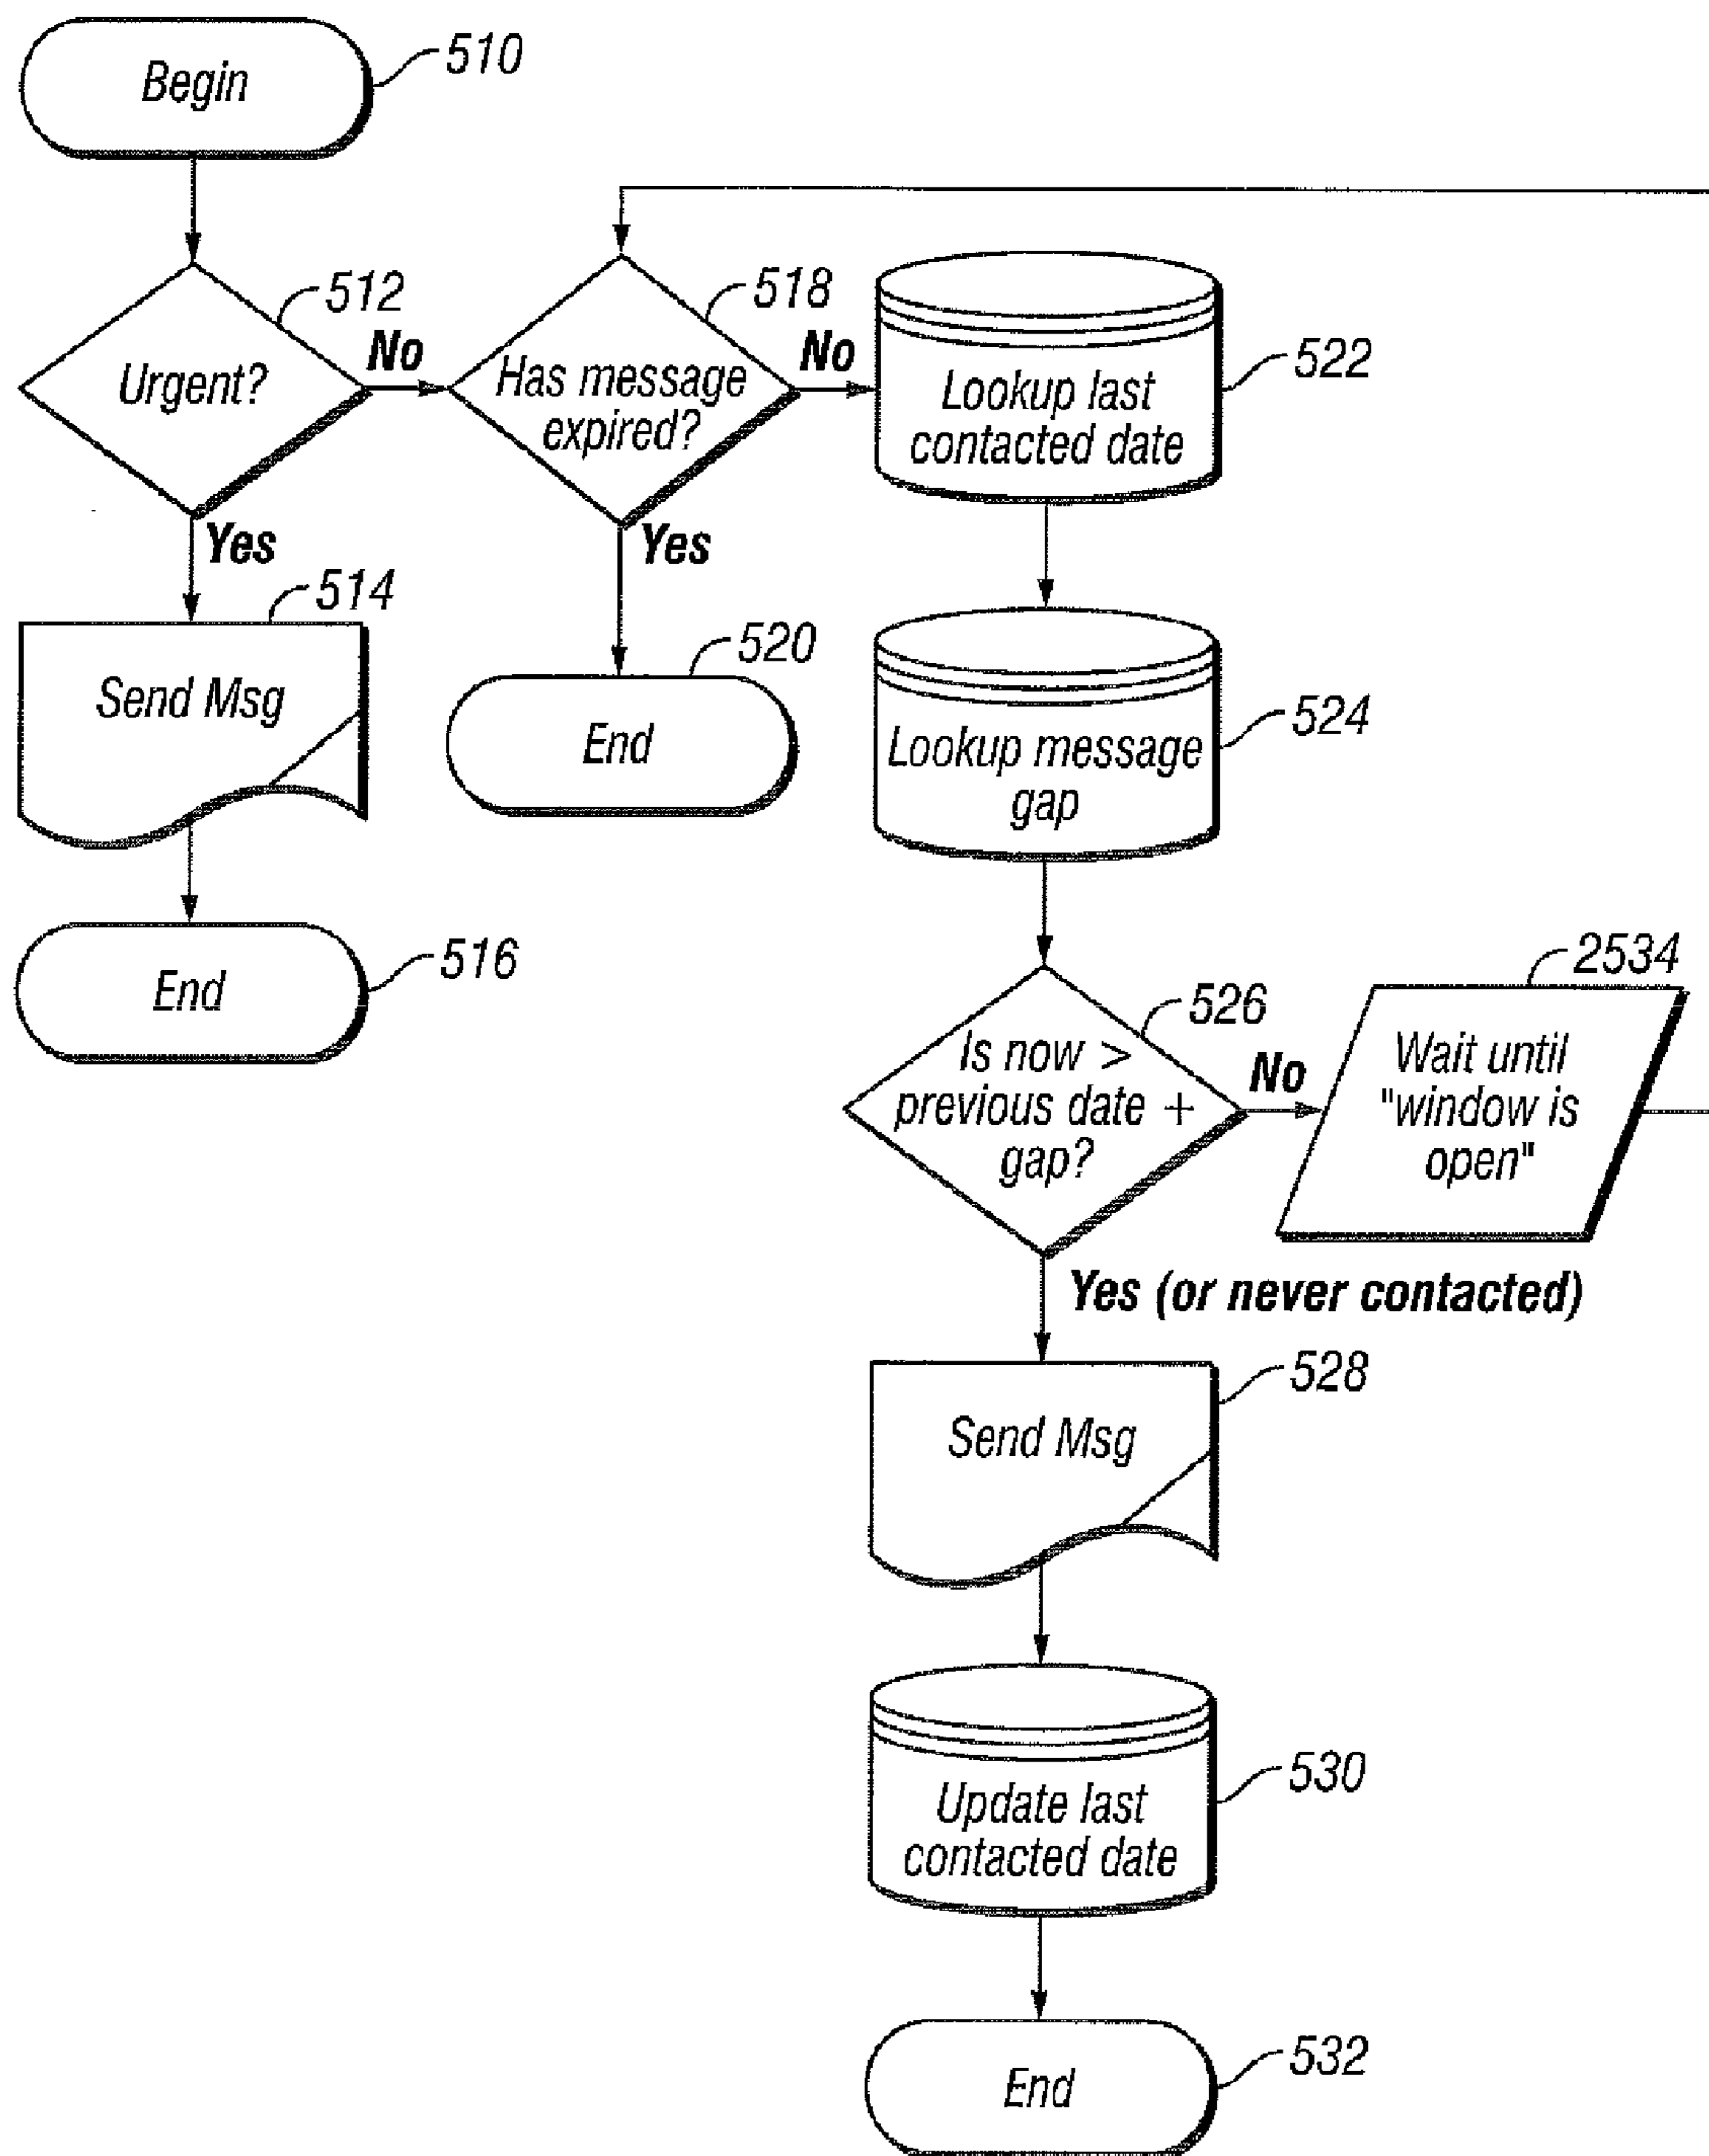 Begin
510
Urgent?
512
No
Yes
Send Msg
514
End
516
Has message
expired?
518
No
Yes
End
520
Lookup last
contacted date
522
Lookup message
gap
524
Is now >
previous date +
gap?
526
No
Wait until
"window is
open"
2534
Yes (or never contacted)
Send Msg
528
Update last
contacted date
530
End
532